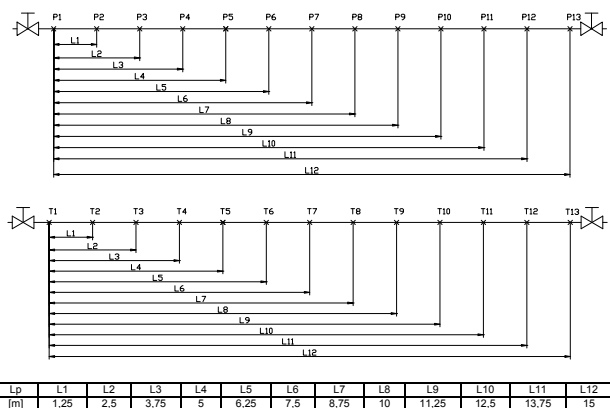 P1 P2 P3 P4 P5 P6 P7 P8 P9 P10 P11 P12 P13
L1
L2
L3
L4
L5
L6
L7
L8
L9
L10
L11
L12
T1 T2 T3 T4 T5 T6 T7 T8 T9 T10 T11 T12 T13
L1
L2
L3
L4
L5
L6
L7
L8
L9
L10
L11
L12
Lp L1 L2 L3 L4 L5 L6 L7 L8 L9 L10 L11 L12
[m] 1,25 2,5 3,75 5 6,25 7,5 8,75 10 11,25 12,5 13,75 15